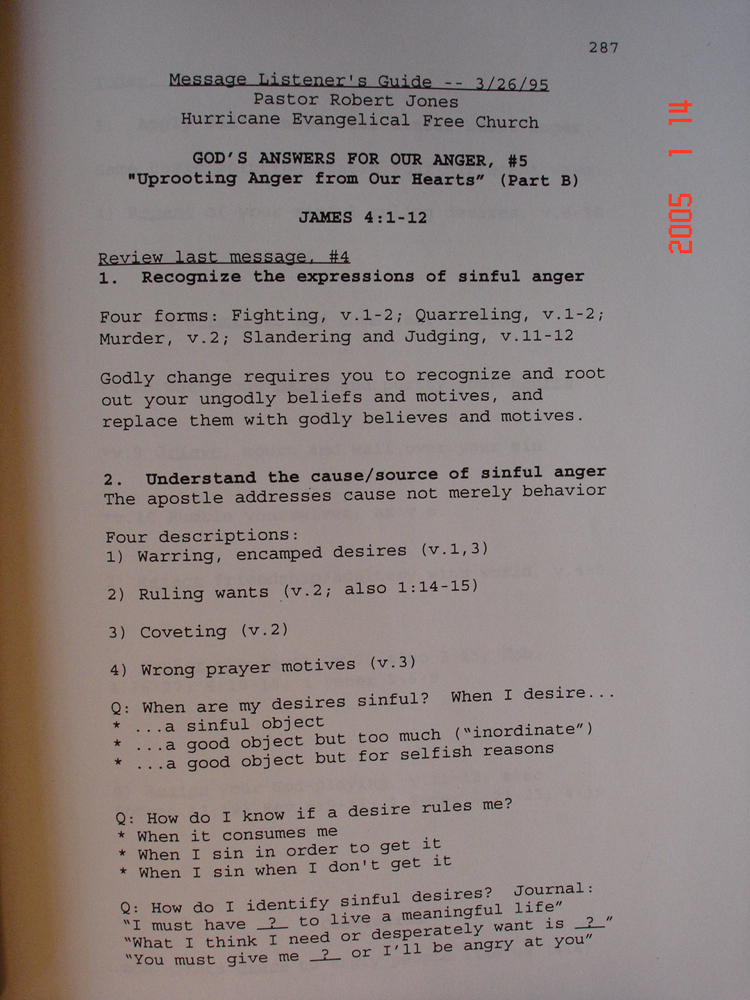 287
Message Listener's Guide -- 3/26/95
Pastor Robert Jones
Hurricane Evangelical Free Church
GOD'S ANSWERS FOR OUR ANGER, #5
"Uprooting Anger from Our Hearts" (Part B)
JAMES 4:1-12
Review last message, #4
1. Recognize the expressions of sinful anger
Four forms: Fighting, v.1-2; Quarreling, v.1-2;
Murder, v.2; Slandering and Judging, v.11-12
Godly change requires you to recognize and root
out your ungodly beliefs and motives, and
replace them with godly believes and motives.
2. Understand the cause/source of sinful anger
The apostle addresses cause not merely behavior
Four descriptions:
1) Warring, encamped desires (v.1,3)
2) Ruling wants (v.2; also 1:14-15)
3) Coveting (v.2)
4) Wrong prayer motives (v.3)
Q: When are my desires sinful? When I desire...
* ...a sinful object
* ...a good object but too much ("inordinate")
* ...a good object but for selfish reasons
Q: How do I know if a desire rules me?
* When it consumes me
* When I sin in order to get it
* When I sin when I don't get it
Q: How do I identify sinful desires? Journal:
"I must have _?_ to live a meaningful life"
"What I think I need or desperately want is _?_"
"You must give me _?_ or I'll be angry at you"
2005 1 14